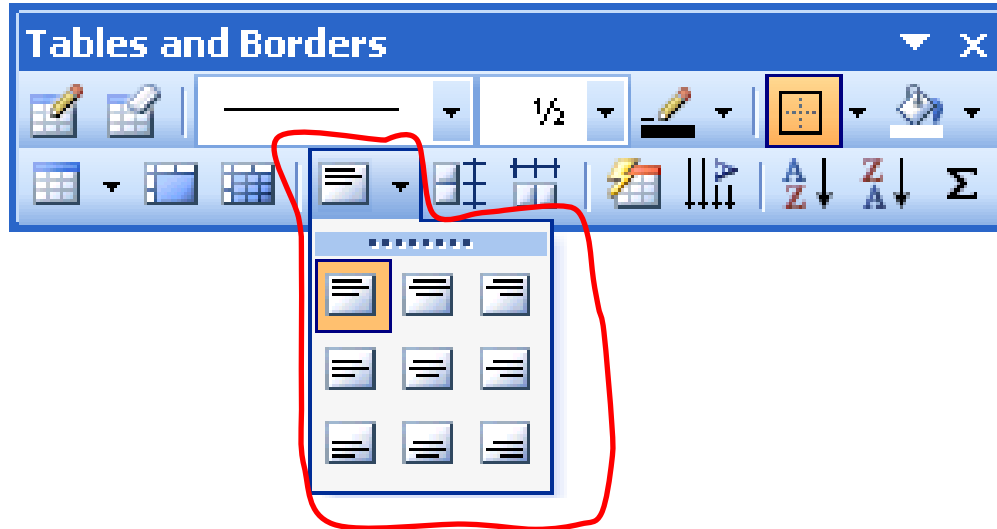 Tables and Borders
½
A
A Z
Z A
Σ